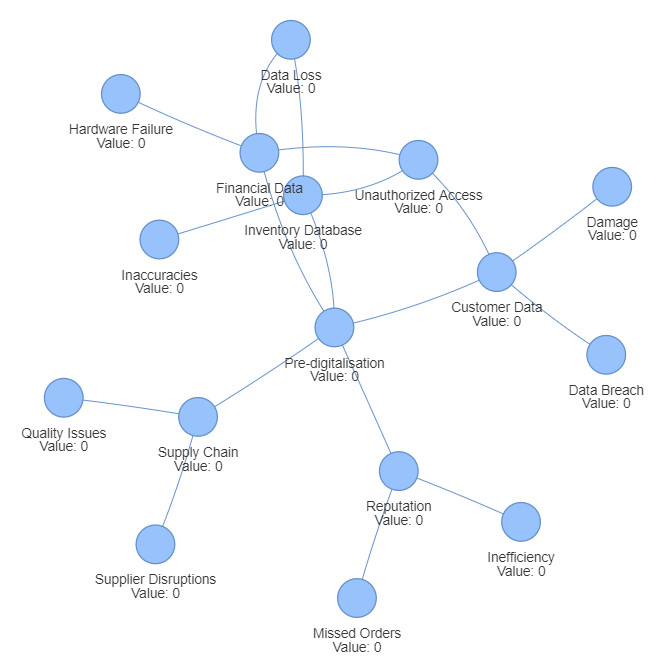 Data Loss
Value: 0
Hardware Failure
Value: 0
Financial Data
Value: 0
Unauthorized Access
Value: 0
Damage
Value: 0
Inventory Database
Value: 0
Inaccuracies
Value: 0
Customer Data
Value: 0
Pre-digitalisation
Value: 0
Data Breach
Value: 0
Quality Issues
Value: 0
Supply Chain
Value: 0
Reputation
Value: 0
Inefficiency
Value: 0
Supplier Disruptions
Value: 0
Missed Orders
Value: 0